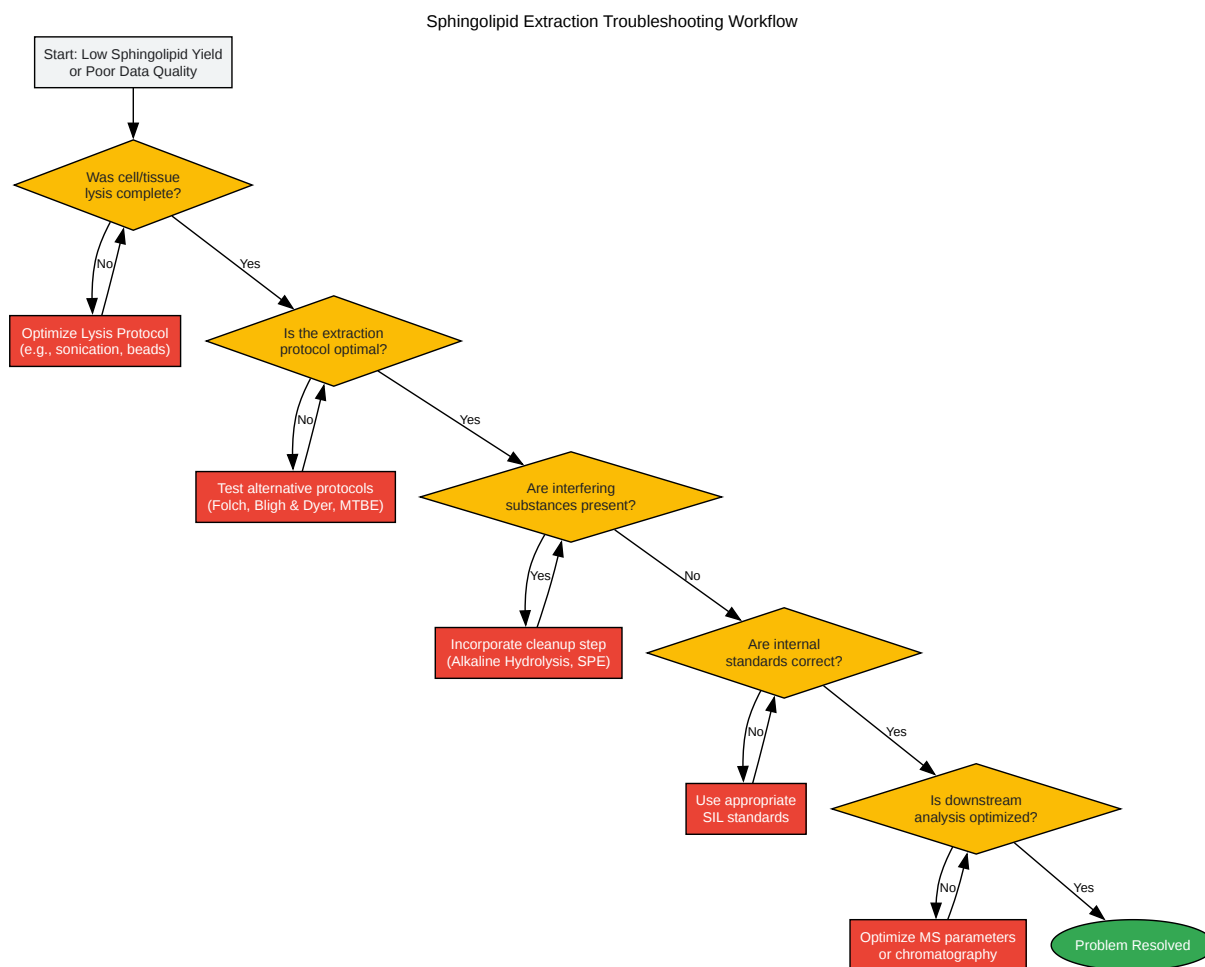 Sphingolipid Extraction Troubleshooting Workflow
Start: Low Sphingolipid Yield
or Poor Data Quality
Was cell/tissue
lysis complete?
No
Yes
Optimize Lysis Protocol
(e.g., sonication, beads)
Is the extraction
protocol optimal?
No
Yes
Test alternative protocols
(Folch, Bligh & Dyer, MTBE)
Are interfering
substances present?
Yes
No
Incorporate cleanup step
(Alkaline Hydrolysis, SPE)
Are internal
standards correct?
No
Yes
Use appropriate
SIL standards
Is downstream
analysis optimized?
No
Yes
Optimize MS parameters
or chromatography
Problem Resolved